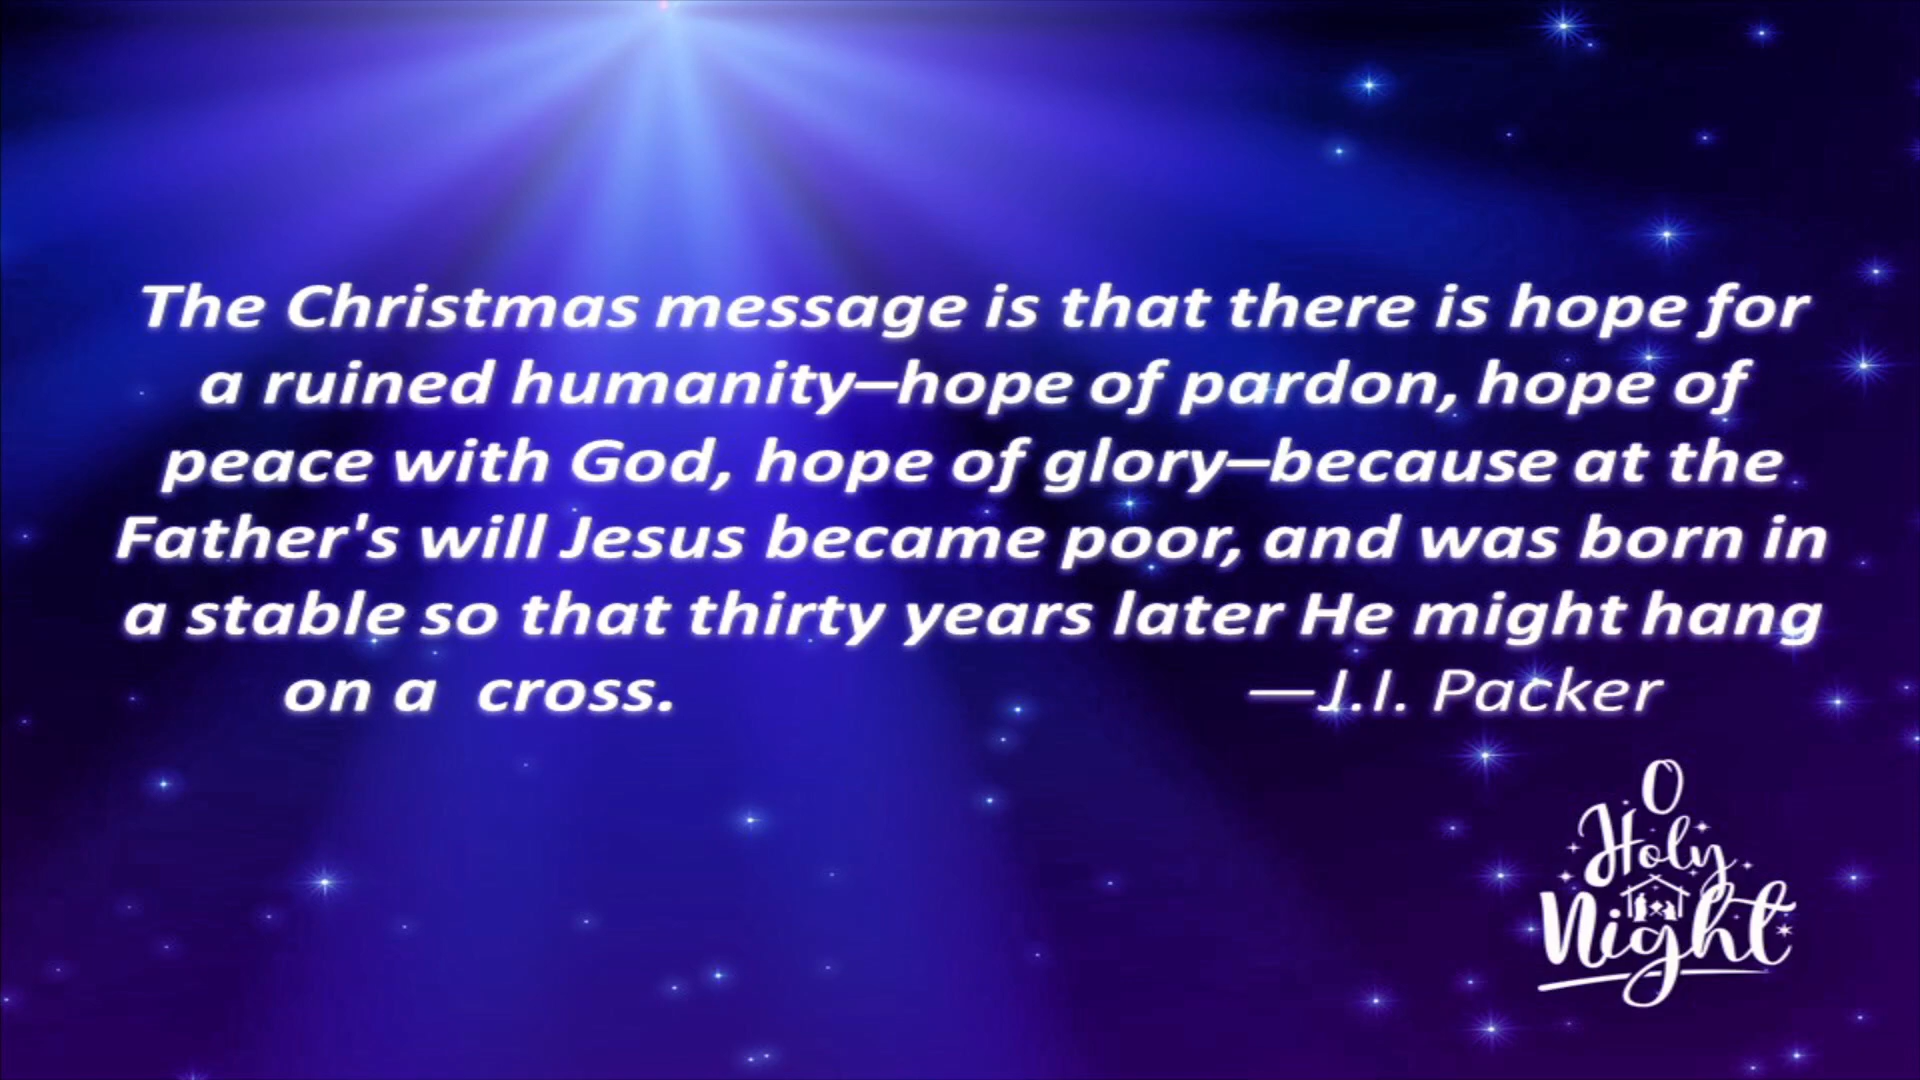 The Christmas message is that there is hope for
a ruined humanity—hope of pardon, hope of
peace with God, hope of glory—because at the
Father's will Jesus became poor, and was born in
a stable so that thirty years later He might hang
on a  cross. —J.I. Packer
O
Holy
Night